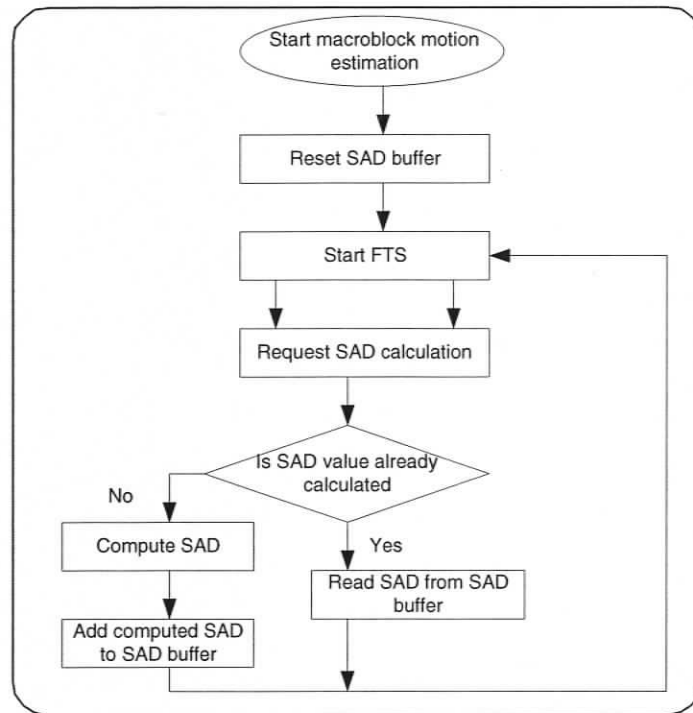 Start macroblock motion
estimation
Reset SAD buffer
Start FTS
Request SAD calculation
Is SAD value already
calculated
No
Yes
Compute SAD
Read SAD from SAD
buffer
Add computed SAD
to SAD buffer